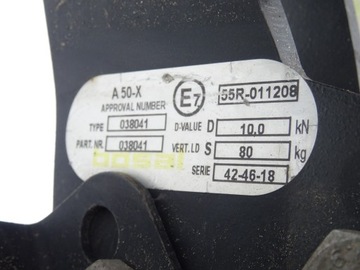 A 50-X
APPROVAL NUMBER E7 55R-011208
TYPE 038041 D-VALUE D 10,0 kN
PART. NR. 038041 VERT.LD S 80 kg
bosal
SERIE 42-46-18